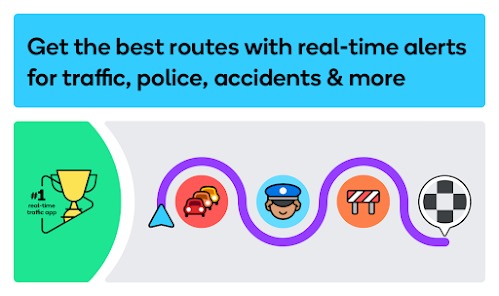 Get the best routes with real-time alerts
for traffic, police, accidents & more
#1
real-time
traffic app